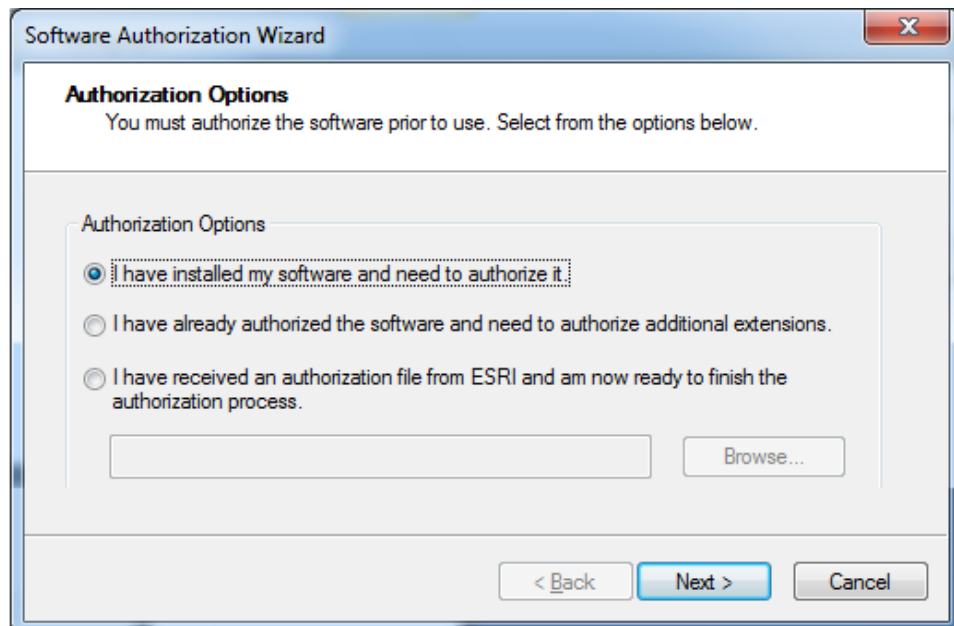 Software Authorization Wizard
Authorization Options
You must authorize the software prior to use. Select from the options below.
Authorization Options
I have installed my software and need to authorize it.
I have already authorized the software and need to authorize additional extensions.
I have received an authorization file from ESRI and am now ready to finish the
authorization process.
Browse...
< Back Next > Cancel